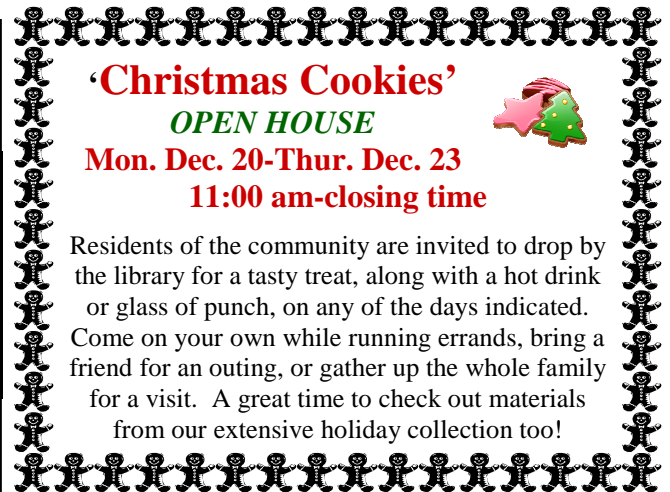 ‘Christmas Cookies’
OPEN HOUSE
Mon. Dec. 20-Thur. Dec. 23
11:00 am-closing time
Residents of the community are invited to drop by
the library for a tasty treat, along with a hot drink
or glass of punch, on any of the days indicated.
Come on your own while running errands, bring a
friend for an outing, or gather up the whole family
for a visit.  A great time to check out materials
from our extensive holiday collection too!